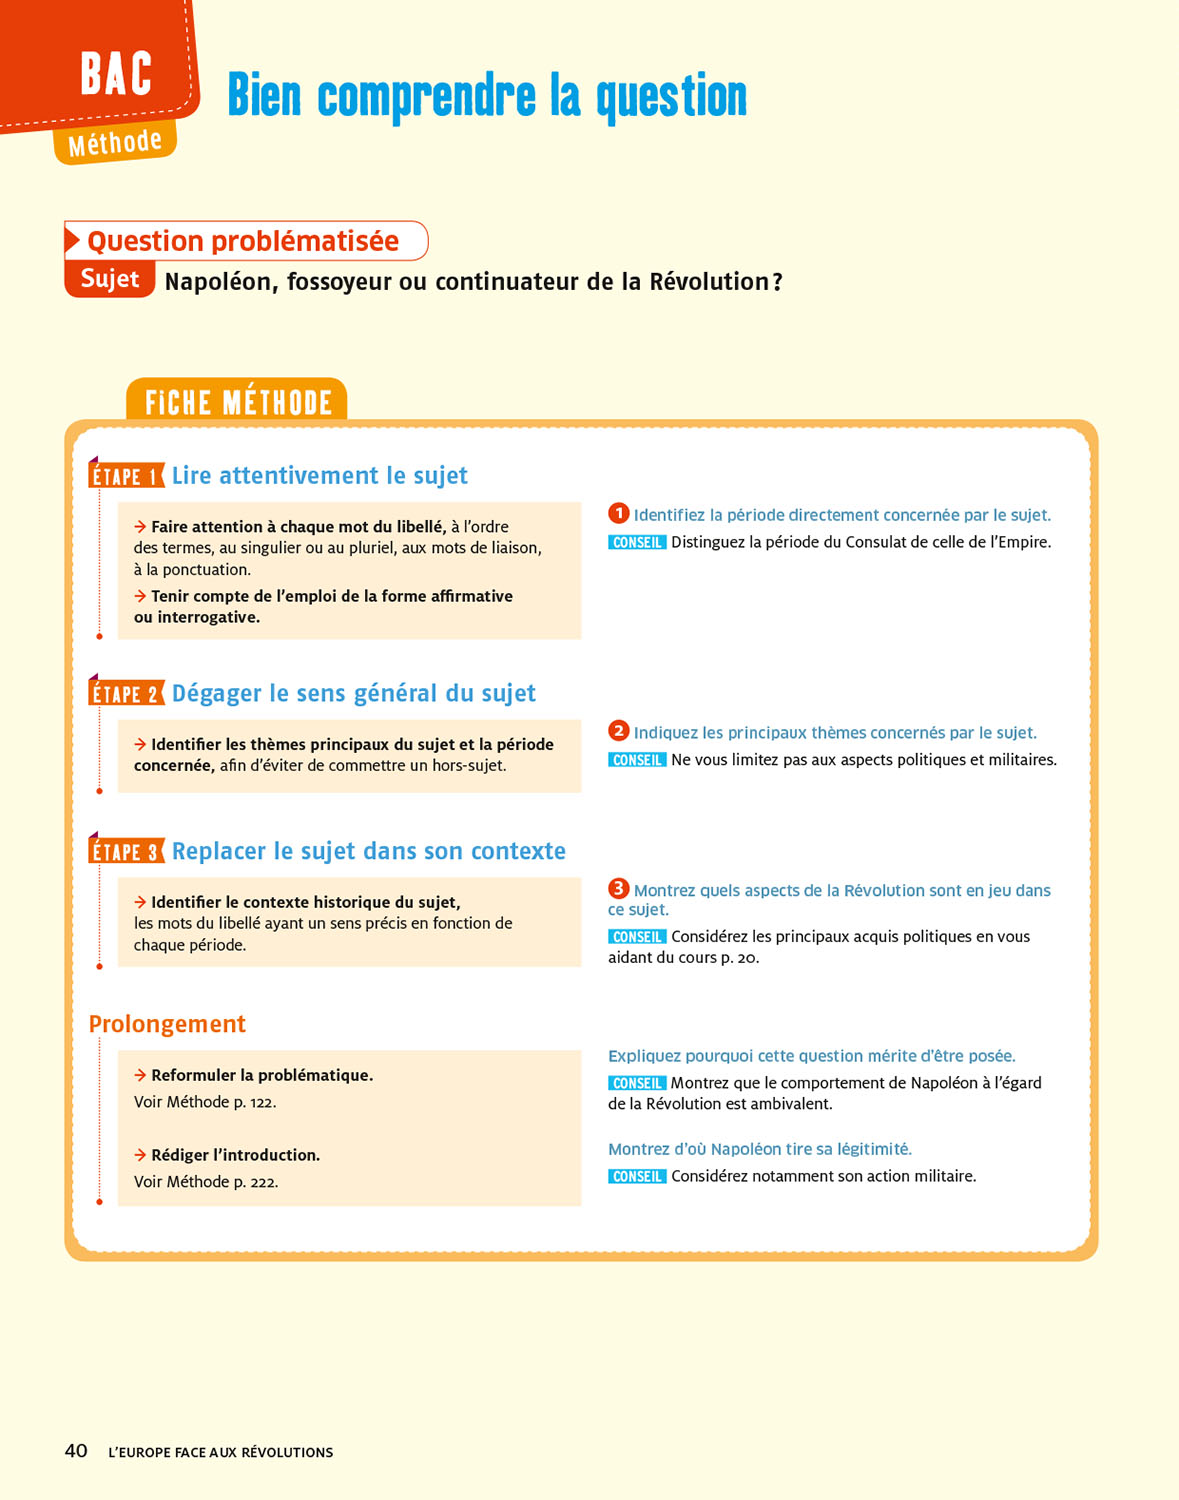 BAC
Méthode
Bien comprendre la question
Question problématisée
Sujet Napoléon, fossoyeur ou continuateur de la Révolution ?
FiCHE MÉTHODE
ÉTAPE 1 Lire attentivement le sujet
→ Faire attention à chaque mot du libellé, à l'ordre
des termes, au singulier ou au pluriel, aux mots de liaison,
à la ponctuation.
→ Tenir compte de l'emploi de la forme affirmative
ou interrogative.
1 Identifiez la période directement concernée par le sujet.
CONSEIL Distinguez la période du Consulat de celle de l'Empire.
ÉTAPE 2 Dégager le sens général du sujet
→ Identifier les thèmes principaux du sujet et la période
concernée, afin d'éviter de commettre un hors-sujet.
2 Indiquez les principaux thèmes concernés par le sujet.
CONSEIL Ne vous limitez pas aux aspects politiques et militaires.
ÉTAPE 3 Replacer le sujet dans son contexte
→ Identifier le contexte historique du sujet,
les mots du libellé ayant un sens précis en fonction de
chaque période.
3 Montrez quels aspects de la Révolution sont en jeu dans
ce sujet.
CONSEIL Considérez les principaux acquis politiques en vous
aidant du cours p. 20.
Prolongement
→ Reformuler la problématique.
Voir Méthode p. 122.
→ Rédiger l'introduction.
Voir Méthode p. 222.
Expliquez pourquoi cette question mérite d'être posée.
CONSEIL Montrez que le comportement de Napoléon à l'égard
de la Révolution est ambivalent.
Montrez d'où Napoléon tire sa légitimité.
CONSEIL Considérez notamment son action militaire.
40 L'EUROPE FACE AUX RÉVOLUTIONS